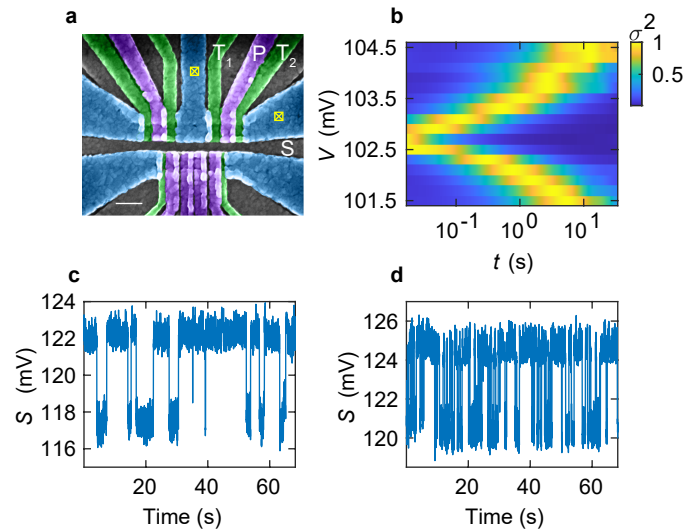 a
T1 P T2
S
b
σ2
1
0.5
104.5
103.5
102.5
101.5
V (mV)
10-1 100 101
t (s)
c
124
122
120
118
116
S (mV)
20 40 60
Time (s)
d
126
124
122
120
S (mV)
20 40 60
Time (s)